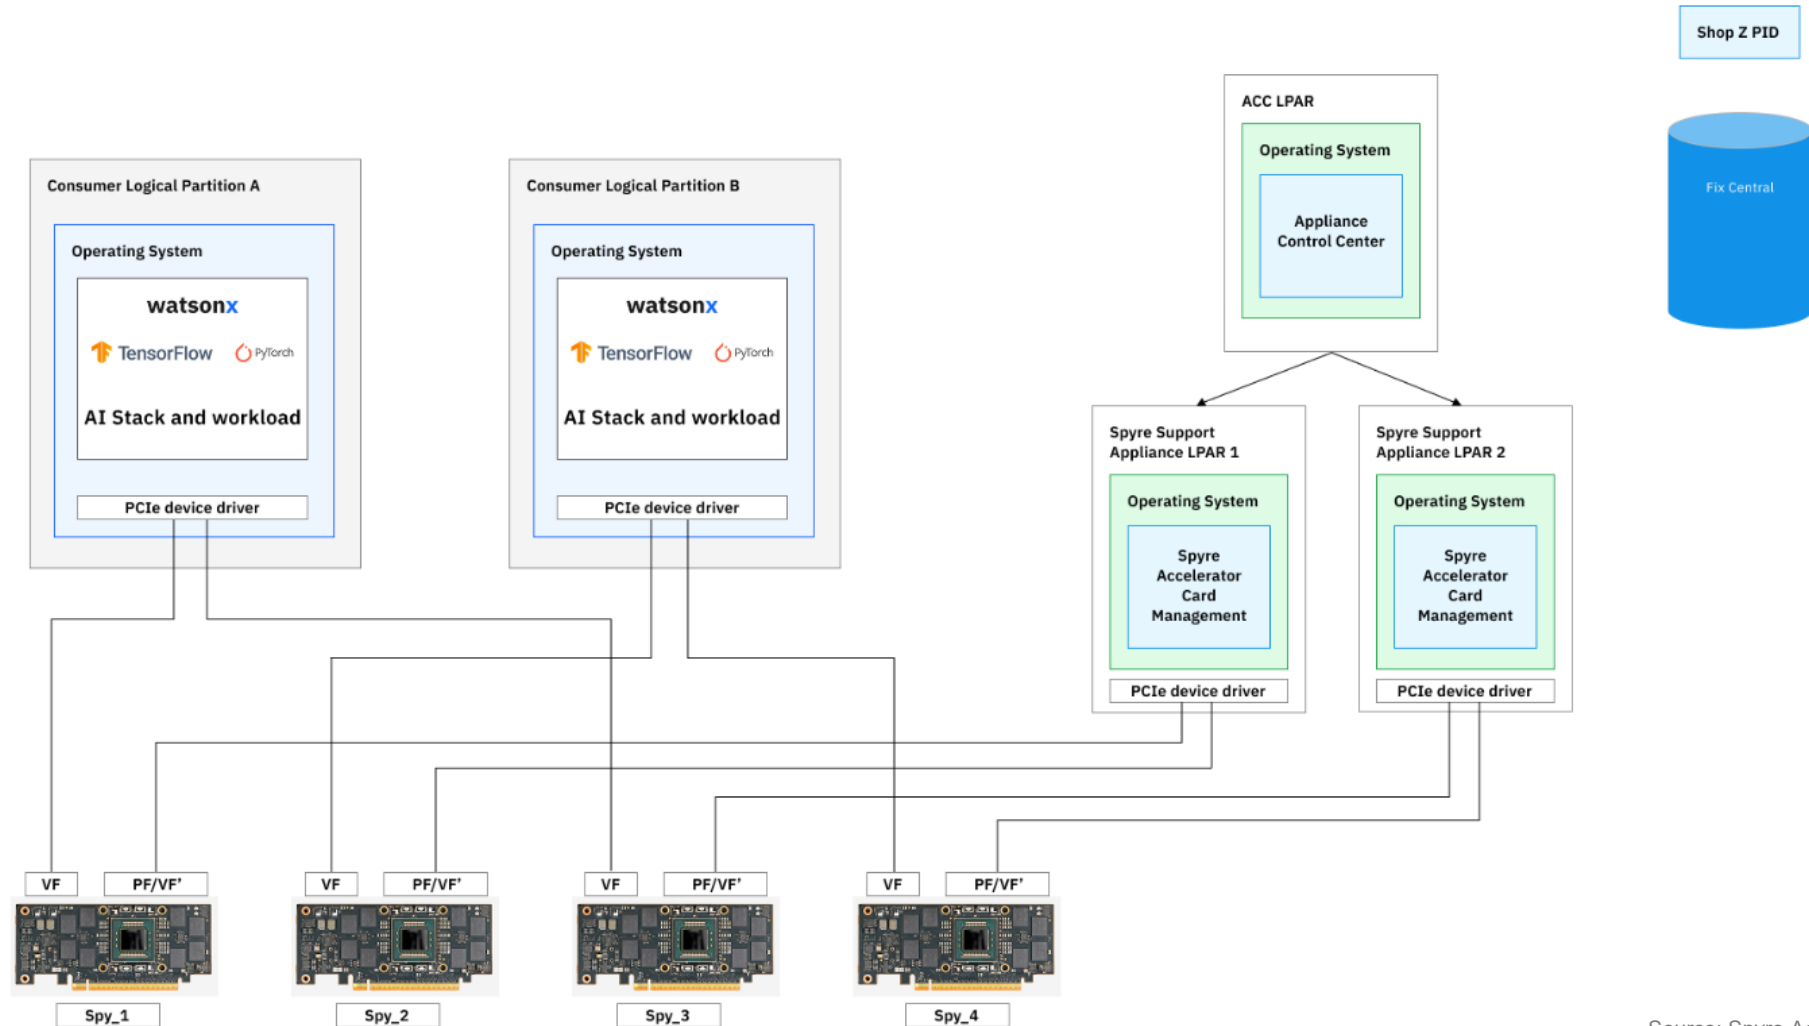 Shop Z PID
Fix Central
ACC LPAR
Operating System
Appliance
Control Center
Consumer Logical Partition A
Operating System
watsonx
TensorFlow
PyTorch
AI Stack and workload
PCIe device driver
Consumer Logical Partition B
Operating System
watsonx
TensorFlow
PyTorch
AI Stack and workload
PCIe device driver
Spyre Support
Appliance LPAR 1
Operating System
Spyre
Accelerator
Card
Management
PCIe device driver
Spyre Support
Appliance LPAR 2
Operating System
Spyre
Accelerator
Card
Management
PCIe device driver
VF
PF/VF’
VF
PF/VF’
VF
PF/VF’
VF
PF/VF’
Spy_1
Spy_2
Spy_3
Spy_4
Source: Spyre